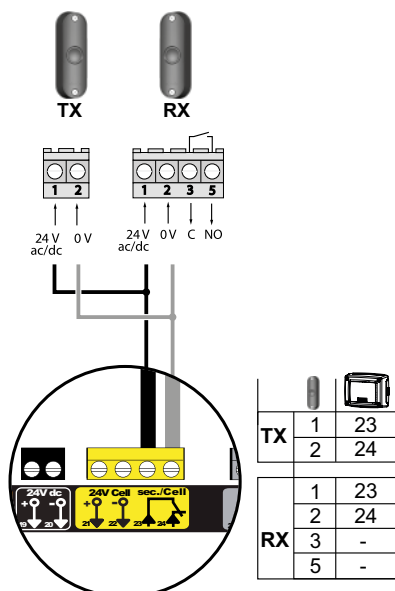 TX RX
1 2 1 2 3 5
24 V 0 V 24 V 0 V C NO
ac/dc ac/dc
24V dc 24V Cell sec./Cell
+ - + -
19 20 21 22 23 24
TX 1 23
2 24
RX 1 23
2 24
3 -
5 -